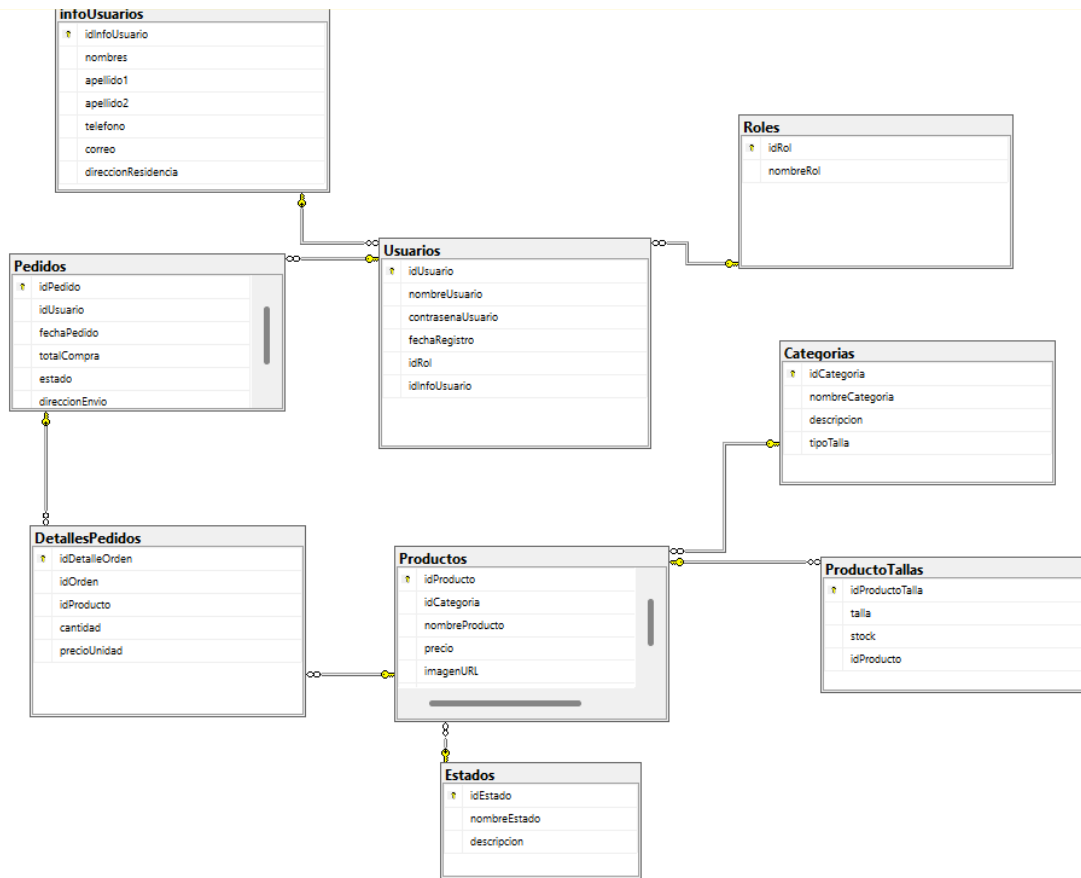 infoUsuarios
idInfoUsuario
nombres
apellido1
apellido2
telefono
correo
direccionResidencia
Roles
idRol
nombreRol
Usuarios
idUsuario
nombreUsuario
contrasenaUsuario
fechaRegistro
idRol
idInfoUsuario
Pedidos
idPedido
idUsuario
fechaPedido
totalCompra
estado
direccionEnvio
Categorias
idCategoria
nombreCategoria
descripcion
tipoTalla
DetallesPedidos
idDetalleOrden
idOrden
idProducto
cantidad
precioUnidad
Productos
idProducto
idCategoria
nombreProducto
precio
imagenURL
ProductoTallas
idProductoTalla
talla
stock
idProducto
Estados
idEstado
nombreEstado
descripcion